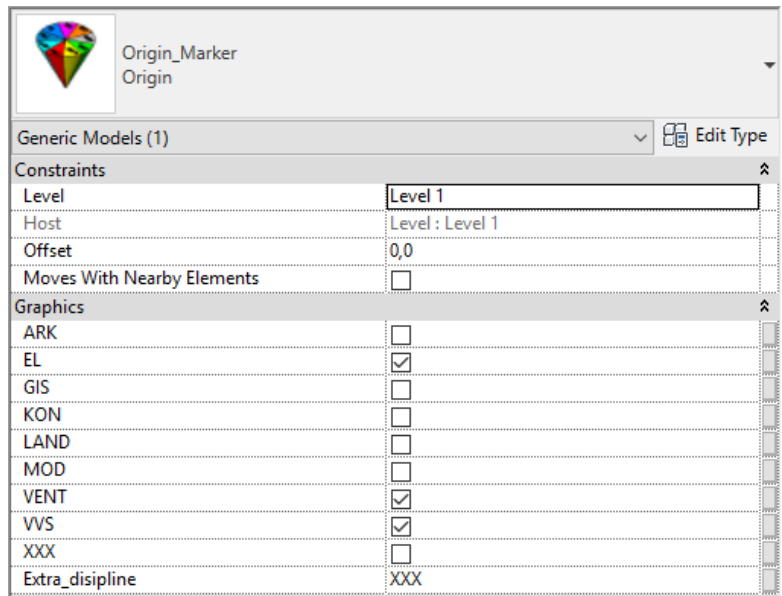 Origin_Marker
Origin
Generic Models (1)
Edit Type
Constraints
Level Level 1
Host Level : Level 1
Offset 0,0
Moves With Nearby Elements
Graphics
ARK
EL
GIS
KON
LAND
MOD
VENT
VVS
XXX
Extra_disipline XXX